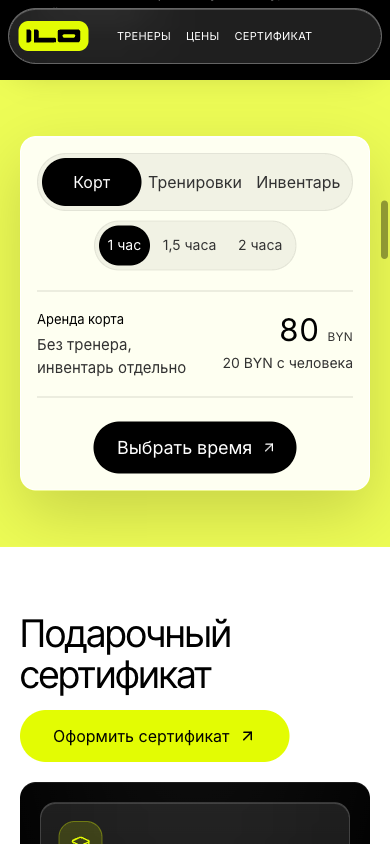 ILO ТРЕНЕРЫ ЦЕНЫ СЕРТИФИКАТ
Корт Тренировки Инвентарь
1 час 1,5 часа 2 часа
Аренда корта
Без тренера,
инвентарь отдельно
80 BYN
20 BYN с человека
Выбрать время
Подарочный
сертификат
Оформить сертификат